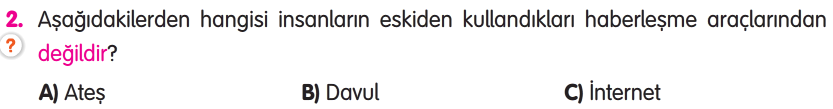 2. Aşağıdakilerden hangisi insanların eskiden kullandıkları haberleşme araçlarından
? değildir?
A) Ateş B) Davul C) İnternet